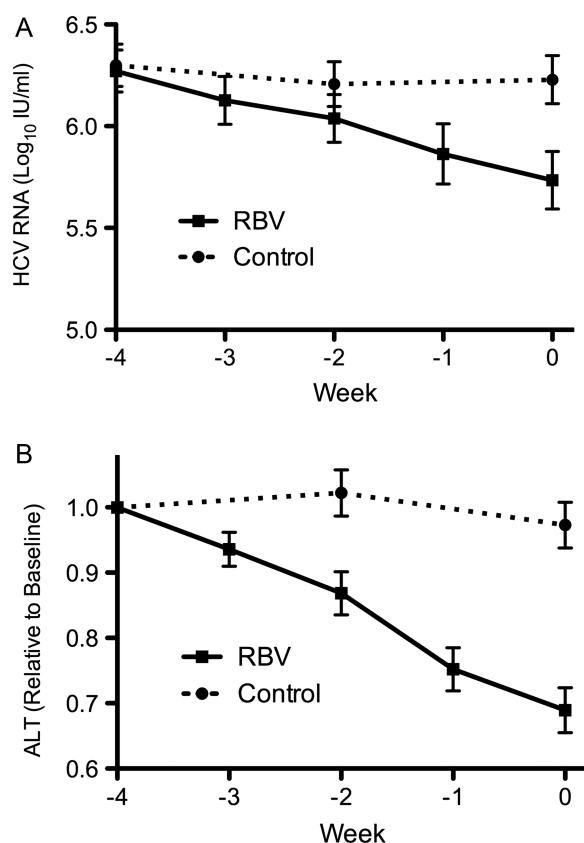 A
HCV RNA (Log10 IU/ml)
6.5
6.0
5.5
5.0
RBV
Control
-4 -3 -2 -1 0
Week
B
ALT (Relative to Baseline)
1.0
0.9
0.8
0.7
0.6
RBV
Control
-4 -3 -2 -1 0
Week